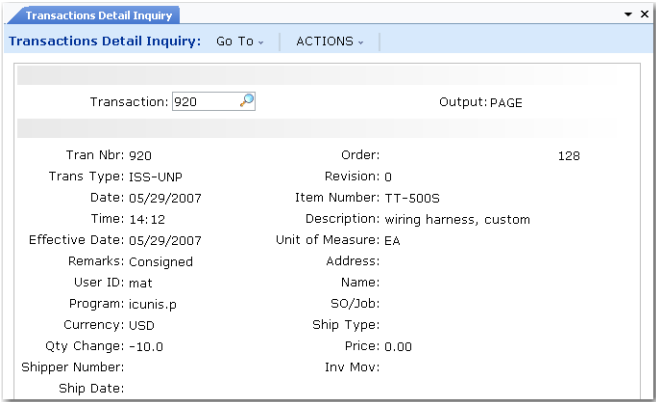 Transactions Detail Inquiry
Transactions Detail Inquiry: Go To ACTIONS
Transaction: 920 Output: PAGE
Tran Nbr: 920 Order: 128
Trans Type: ISS-UNP Revision: 0
Date: 05/29/2007 Item Number: TT-500S
Time: 14:12 Description: wiring harness, custom
Effective Date: 05/29/2007 Unit of Measure: EA
Remarks: Consigned Address:
User ID: mat Name:
Program: icunis.p SO/Job:
Currency: USD Ship Type:
Qty Change: -10.0 Price: 0.00
Shipper Number: Inv Mov:
Ship Date: